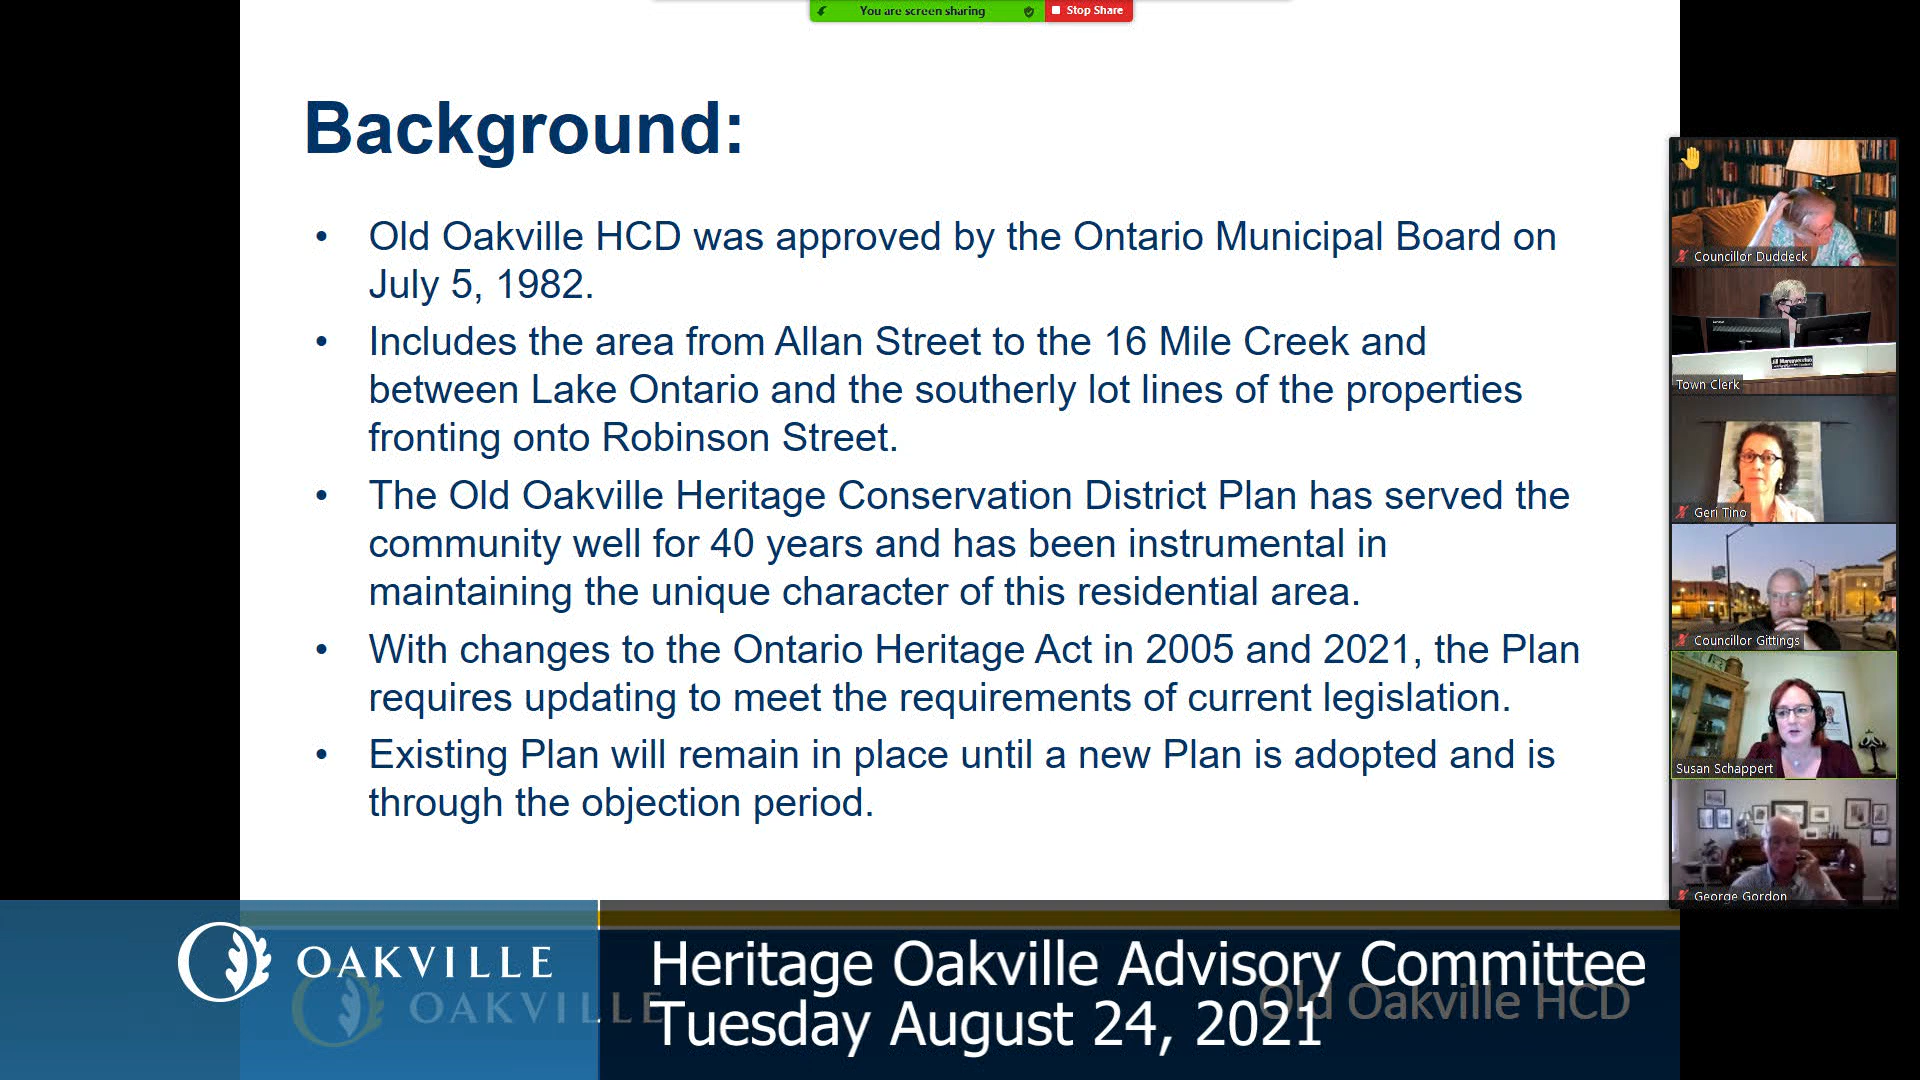 You are screen sharing
Stop Share
Background:
• Old Oakville HCD was approved by the Ontario Municipal Board on
July 5, 1982.
• Includes the area from Allan Street to the 16 Mile Creek and
between Lake Ontario and the southerly lot lines of the properties
fronting onto Robinson Street.
• The Old Oakville Heritage Conservation District Plan has served the
community well for 40 years and has been instrumental in
maintaining the unique character of this residential area.
• With changes to the Ontario Heritage Act in 2005 and 2021, the Plan
requires updating to meet the requirements of current legislation.
• Existing Plan will remain in place until a new Plan is adopted and is
through the objection period.
Councillor Duddeck
Town Clerk
Geri Tino
Councillor Gittings
Susan Schappert
George Gordon
OAKVILLE
OAKVILLE
Heritage Oakville Advisory Committee
Tuesday August 24, 2021
Old Oakville HCD